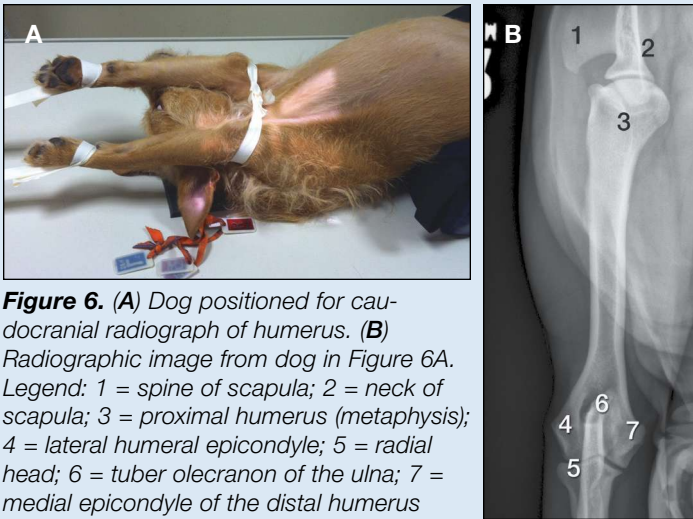 A
Figure 6. (A) Dog positioned for cau-
docranial radiograph of humerus. (B)
Radiographic image from dog in Figure 6A.
Legend: 1 = spine of scapula; 2 = neck of
scapula; 3 = proximal humerus (metaphysis);
4 = lateral humeral epicondyle; 5 = radial
head; 6 = tuber olecranon of the ulna; 7 =
medial epicondyle of the distal humerus
B
1
2
3
6
4
7
5